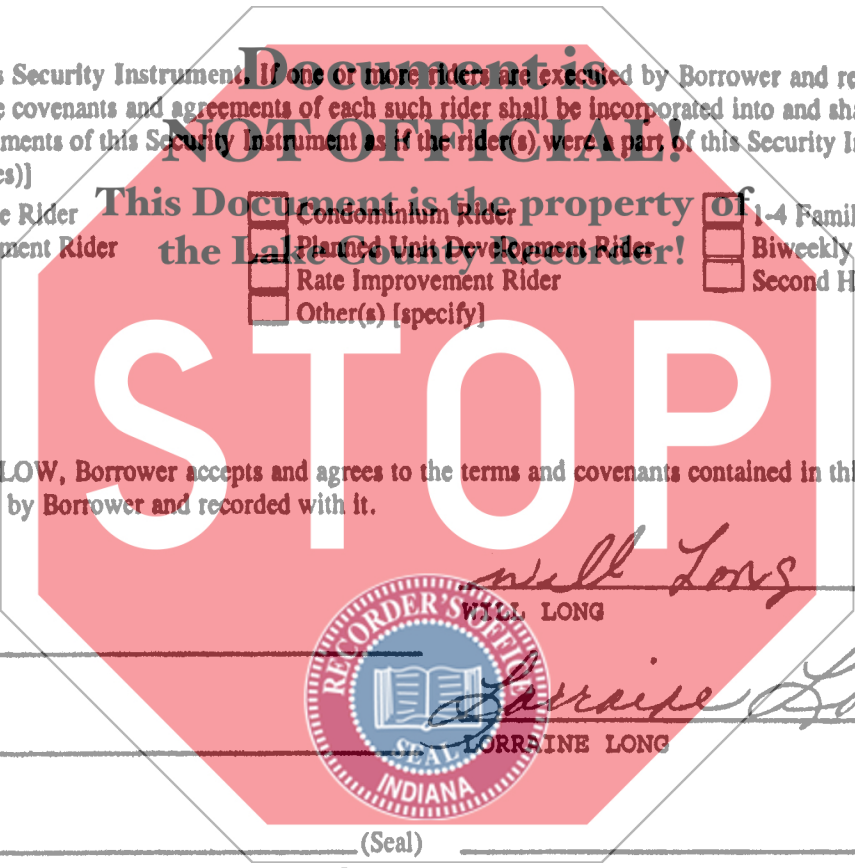 Document is
s Security Instrument. If one or more riders are executed by Borrower and re
e covenants and agreements of each such rider shall be incorporated into and sha
NOT OFFICIAL!
ments of this Security Instrument as if the rider(s) were a part of this Security In
es)]
This Document is the property of
e Rider Condominium Rider 1-4 Famil
the Lake County Recorder!
ment Rider Planned Unit Development Rider Biweekly
Rate Improvement Rider Second H
Other(s) [specify]
STOP
LOW, Borrower accepts and agrees to the terms and covenants contained in thi
by Borrower and recorded with it.
Will Long
WILL LONG
RECORDER'S OFFICE
Lorraine Lo
LORRAINE LONG
SEAL
INDIANA
(Seal)